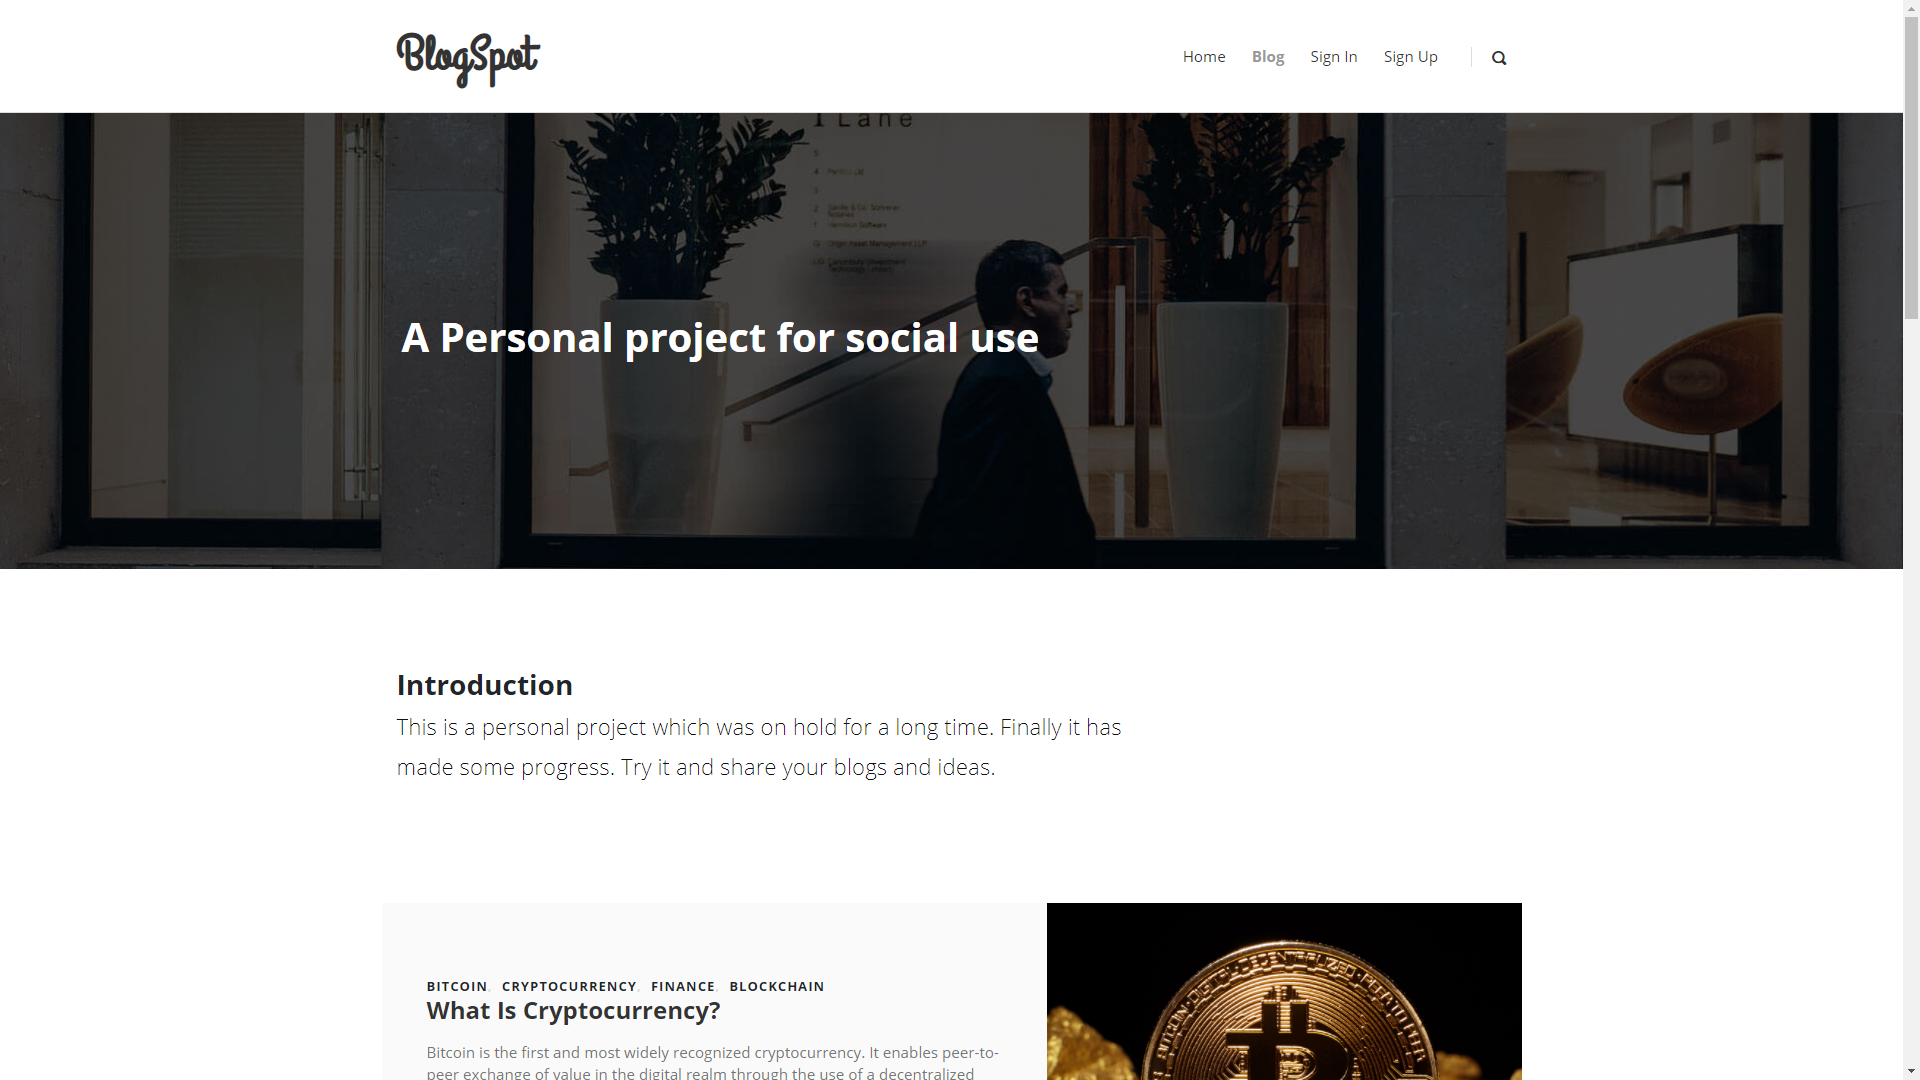 BlogSpot
Home Blog Sign In Sign Up
1 Lane
A Personal project for social use
Introduction
This is a personal project which was on hold for a long time. Finally it has
made some progress. Try it and share your blogs and ideas.
BITCOIN, CRYPTOCURRENCY, FINANCE, BLOCKCHAIN
What Is Cryptocurrency?
Bitcoin is the first and most widely recognized cryptocurrency. It enables peer-to-
peer exchange of value in the digital realm through the use of a decentralized